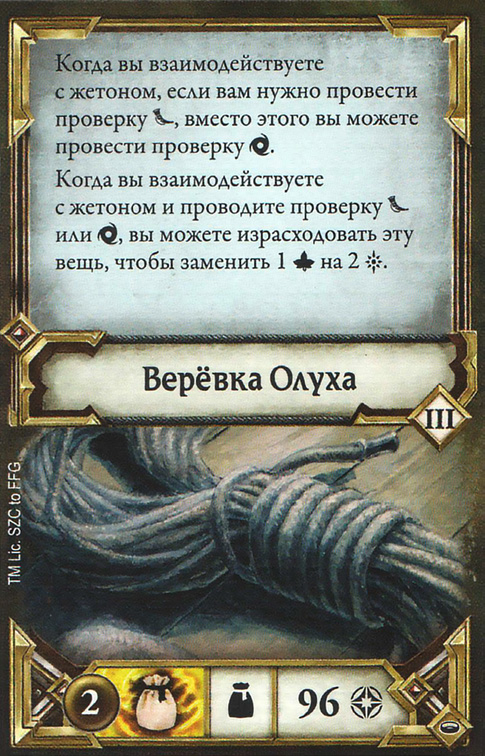 Когда вы взаимодействуете
с жетоном, если вам нужно провести
проверку , вместо этого вы можете
провести проверку .
Когда вы взаимодействуете
с жетоном и проводите проверку
или , вы можете израсходовать эту
вещь, чтобы заменить 1 на 2 .
Верёвка Олуха
III
TM Lic. SZC to FFG
2
96